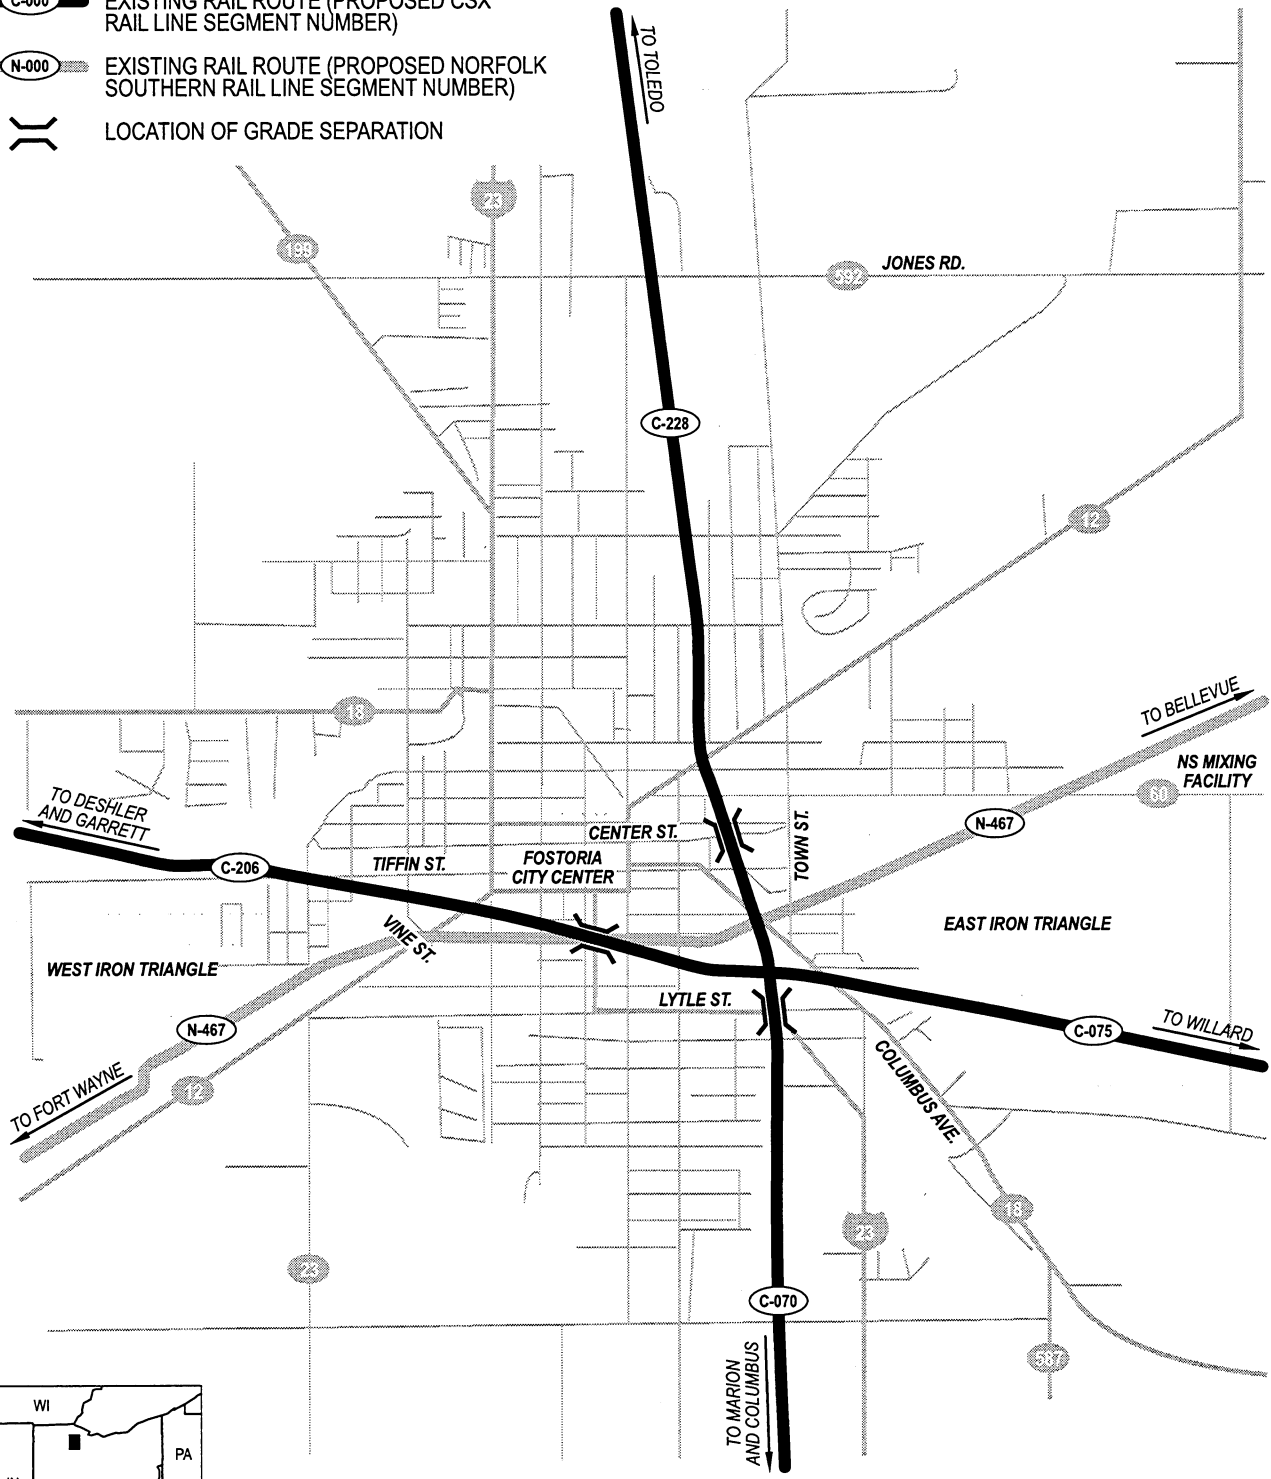 C-000
EXISTING RAIL ROUTE (PROPOSED CSX
RAIL LINE SEGMENT NUMBER)
N-000
EXISTING RAIL ROUTE (PROPOSED NORFOLK
SOUTHERN RAIL LINE SEGMENT NUMBER)
LOCATION OF GRADE SEPARATION
TO TOLEDO
23
199
592
JONES RD.
C-228
12
18
TO BELLEVUE
NS MIXING
FACILITY
60
TO DESHLER
AND GARRETT
N-467
CENTER ST.
TOWN ST.
C-206
TIFFIN ST.
FOSTORIA
CITY CENTER
VINE ST.
EAST IRON TRIANGLE
WEST IRON TRIANGLE
LYTLE ST.
N-467
C-075
TO WILLARD
TO FORT WAYNE
12
COLUMBUS AVE.
18
23
23
C-070
587
TO MARION
AND COLUMBUS
WI
PA